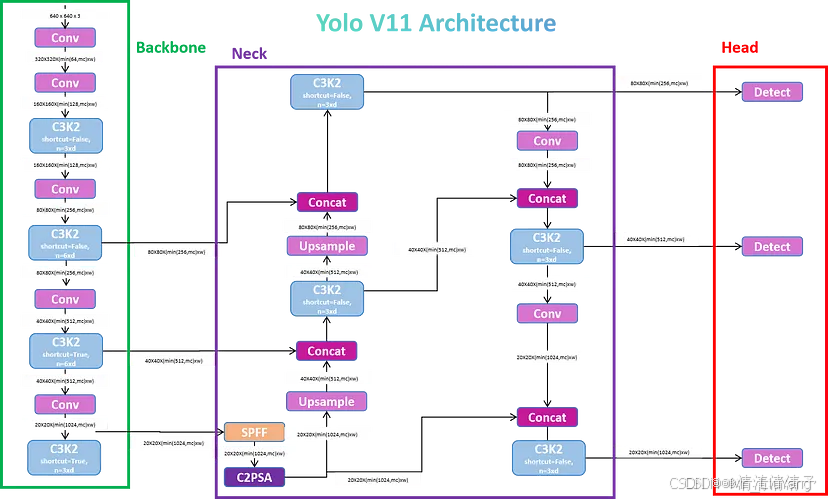 Yolo V11 Architecture
Backbone
Neck
Head
640 x 640 x 3
Conv
320X320X(min(64,mc)xw)
Conv
160X160X(min(128,mc)xw)
C3K2
shortcut=False,
n=3xd
160X160X(min(128,mc)xw)
Conv
80X80X(min(256,mc)xw)
C3K2
shortcut=False,
n=6xd
80X80X(min(256,mc)xw)
Conv
40X40X(min(512,mc)xw)
C3K2
shortcut=True,
n=6xd
40X40X(min(512,mc)xw)
Conv
20X20X(min(1024,mc)xw)
C3K2
shortcut=True,
n=3xd
80X80X(min(256,mc)xw)
40X40X(min(512,mc)xw)
20X20X(min(1024,mc)xw)
C3K2
shortcut=False,
n=3xd
Concat
80X80X(min(256,mc)xw)
Upsample
40X40X(min(512,mc)xw)
C3K2
shortcut=False,
n=3xd
Concat
40X40X(min(512,mc)xw)
Upsample
20X20X(min(1024,mc)xw)
SPFF
20X20X(min(1024,mc)xw)
C2PSA
40X40X(min(512,mc)xw)
20X20X(min(1024,mc)xw)
80X80X(min(256,mc)xw)
Conv
80X80X(min(256,mc)xw)
Concat
C3K2
shortcut=False,
n=3xd
40X40X(min(512,mc)xw)
Conv
20X20X(min(1024,mc)xw)
Concat
C3K2
shortcut=False,
n=3xd
80X80X(min(256,mc)xw)
Detect
40X40X(min(512,mc)xw)
Detect
20X20X(min(1024,mc)xw)
Detect